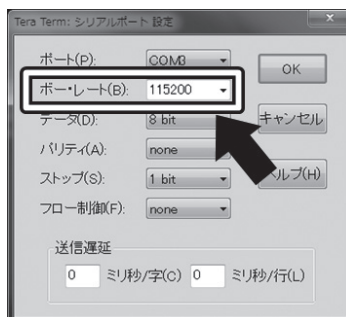 Tera Term: シリアルポート 設定
ポート(P): COM3 OK
ボー・レート(B): 115200
データ(D): 8 bit キャンセル
パリティ(A): none
ストップ(S): 1 bit ヘルプ(H)
フロー制御(F): none
送信遅延
0 ミリ秒/字(C) 0 ミリ秒/行(L)